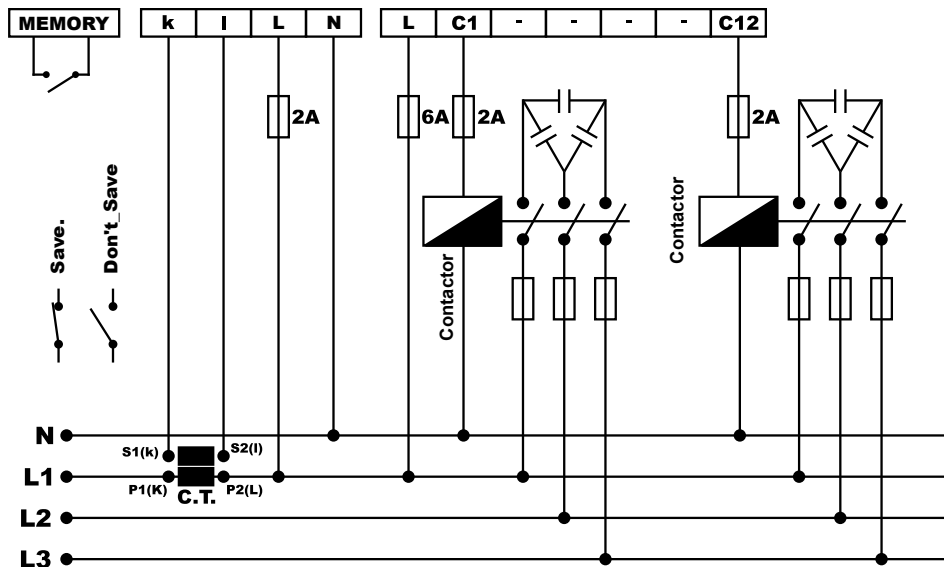 MEMORY k l L N L C1 - - - - C12
2A 6A 2A 2A
Contactor
Contactor
Save.
Don't_Save
N
S1(k) S2(l)
L1
P1(K) C.T. P2(L)
L2
L3